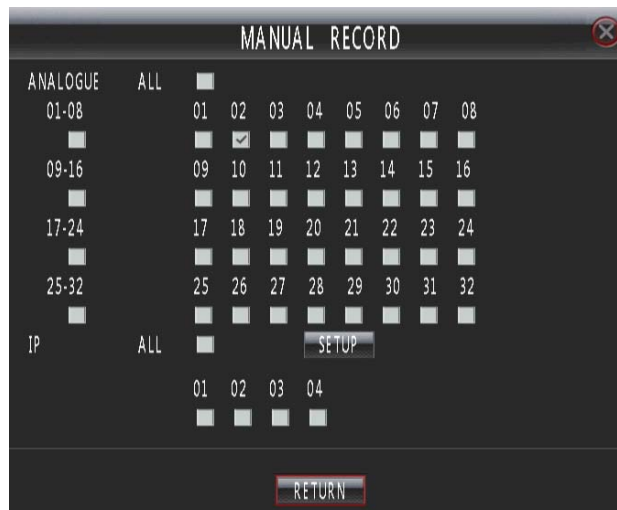 MANUAL RECORD
ANALOGUE ALL
01-08 01 02 03 04 05 06 07 08
09-16 09 10 11 12 13 14 15 16
17-24 17 18 19 20 21 22 23 24
25-32 25 26 27 28 29 30 31 32
IP ALL SETUP
01 02 03 04
RETURN